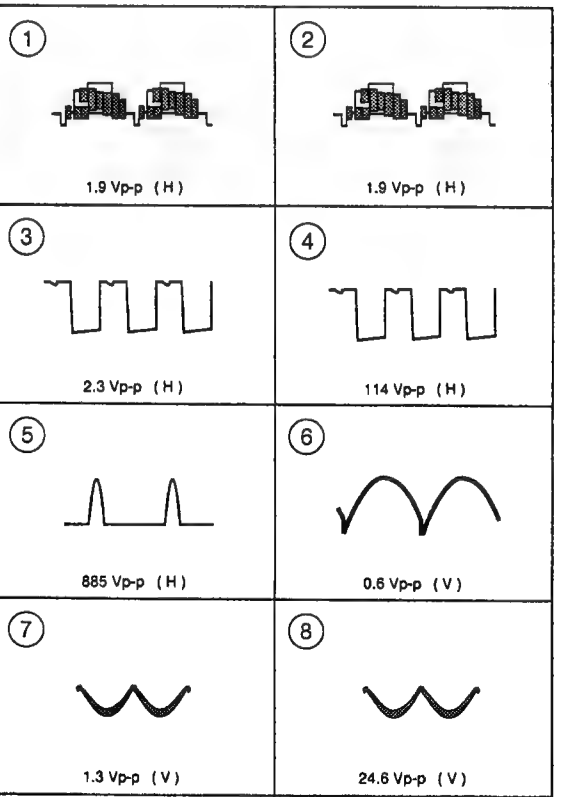 1 2
1.9 Vp-p ( H ) 1.9 Vp-p ( H )
3 4
2.3 Vp-p ( H ) 114 Vp-p ( H )
5 6
885 Vp-p ( H ) 0.6 Vp-p ( V )
7 8
1.3 Vp-p ( V ) 24.6 Vp-p ( V )